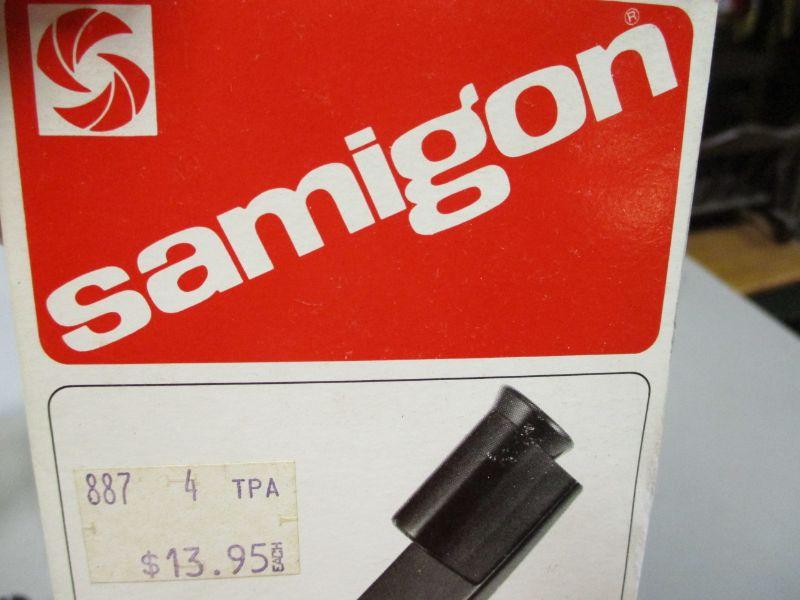 samigon®
887 4 TPA
$13.95 EACH